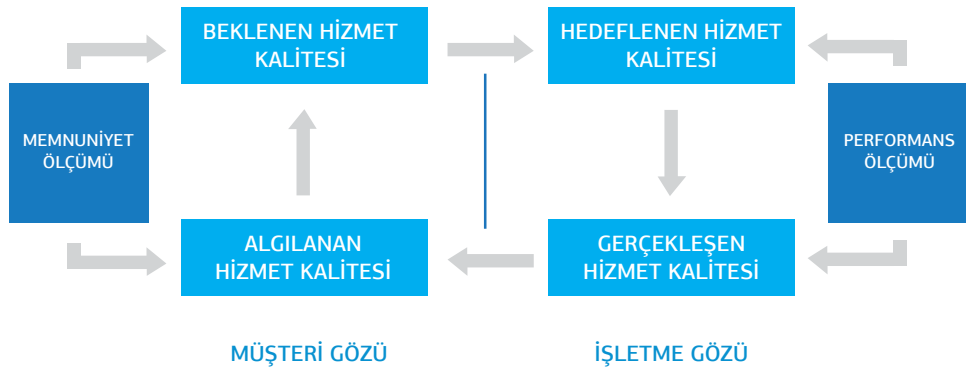 BEKLENEN HİZMET
KALİTESİ
HEDEFLENEN HİZMET
KALİTESİ
MEMNUNİYET
ÖLÇÜMÜ
PERFORMANS
ÖLÇÜMÜ
ALGILANAN
HİZMET KALİTESİ
GERÇEKLEŞEN
HİZMET KALİTESİ
MÜŞTERİ GÖZÜ
İŞLETME GÖZÜ